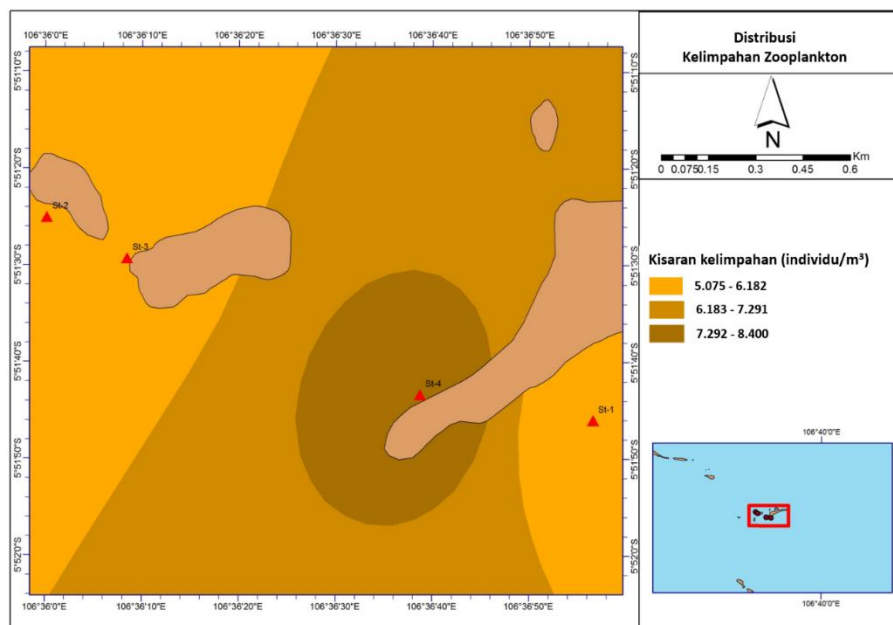 106°36'0"E 106°36'10"E 106°36'20"E 106°36'30"E 106°36'40"E 106°36'50"E
5°51'10"S
5°51'20"S
5°51'30"S
5°51'40"S
5°51'50"S
5°52'0"S
St-2
St-3
St-4
St-1
5°51'10"S
5°51'20"S
5°51'30"S
5°51'40"S
5°51'50"S
5°52'0"S
106°36'0"E 106°36'10"E 106°36'20"E 106°36'30"E 106°36'40"E 106°36'50"E
Distribusi
Kelimpahan Zooplankton
N
Km
0 0.075 0.15 0.3 0.45 0.6
Kisaran kelimpahan (individu/m³)
5.075 - 6.182
6.183 - 7.291
7.292 - 8.400
106°40'0"E
106°40'0"E